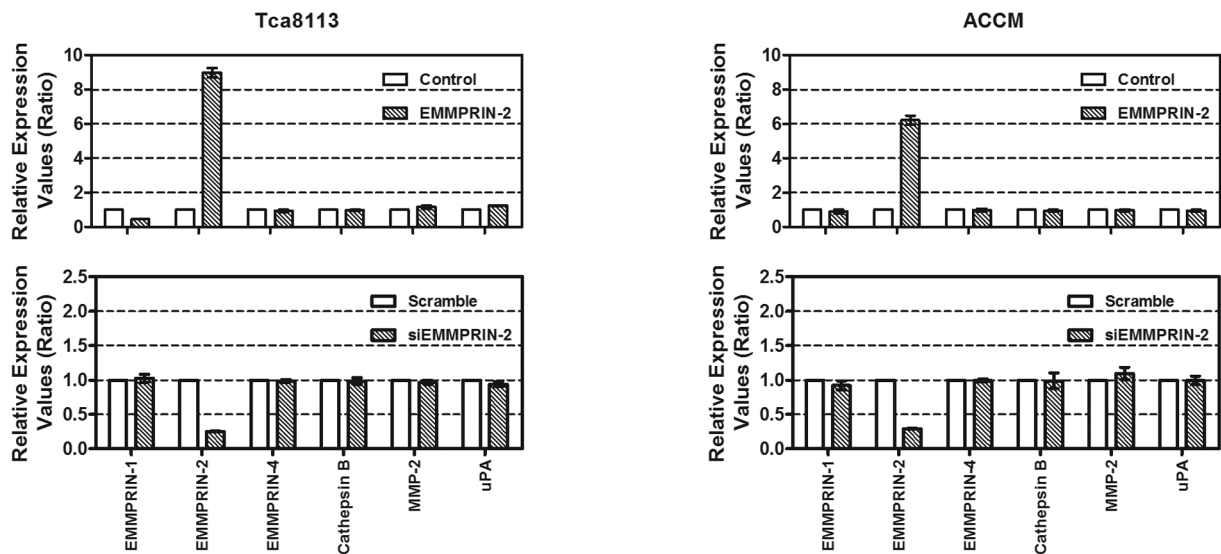 Tca8113
Relative Expression
Values (Ratio)
10
8
6
4
2
0
Control
EMMPRIN-2
Relative Expression
Values (Ratio)
2.5
2.0
1.5
1.0
0.5
0.0
Scramble
siEMMPRIN-2
EMMPRIN-1
EMMPRIN-2
EMMPRIN-4
Cathepsin B
MMP-2
uPA
ACCM
Relative Expression
Values (Ratio)
10
8
6
4
2
0
Control
EMMPRIN-2
Relative Expression
Values (Ratio)
2.5
2.0
1.5
1.0
0.5
0.0
Scramble
siEMMPRIN-2
EMMPRIN-1
EMMPRIN-2
EMMPRIN-4
Cathepsin B
MMP-2
uPA